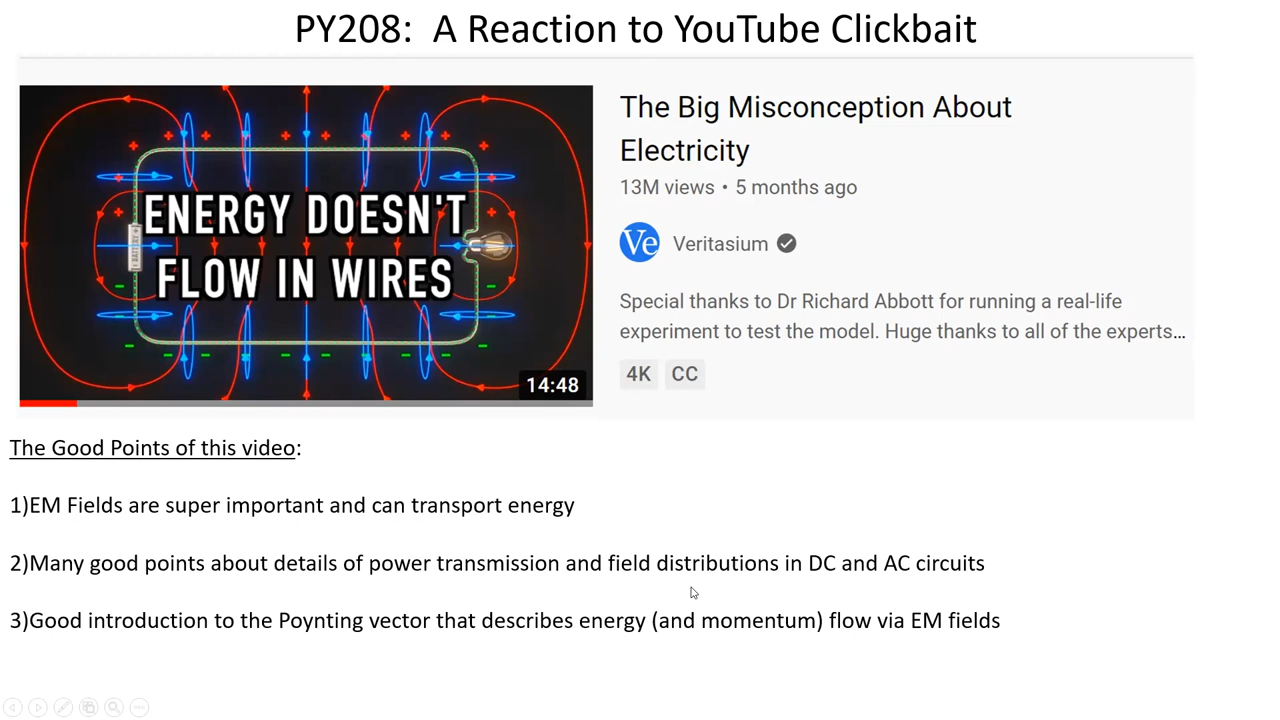 PY208:  A Reaction to YouTube Clickbait
ENERGY DOESN'T
FLOW IN WIRES
14:48
The Big Misconception About
Electricity
13M views • 5 months ago
Ve Veritasium
Special thanks to Dr Richard Abbott for running a real-life
experiment to test the model. Huge thanks to all of the experts...
4K CC
The Good Points of this video:
1)EM Fields are super important and can transport energy
2)Many good points about details of power transmission and field distributions in DC and AC circuits
3)Good introduction to the Poynting vector that describes energy (and momentum) flow via EM fields